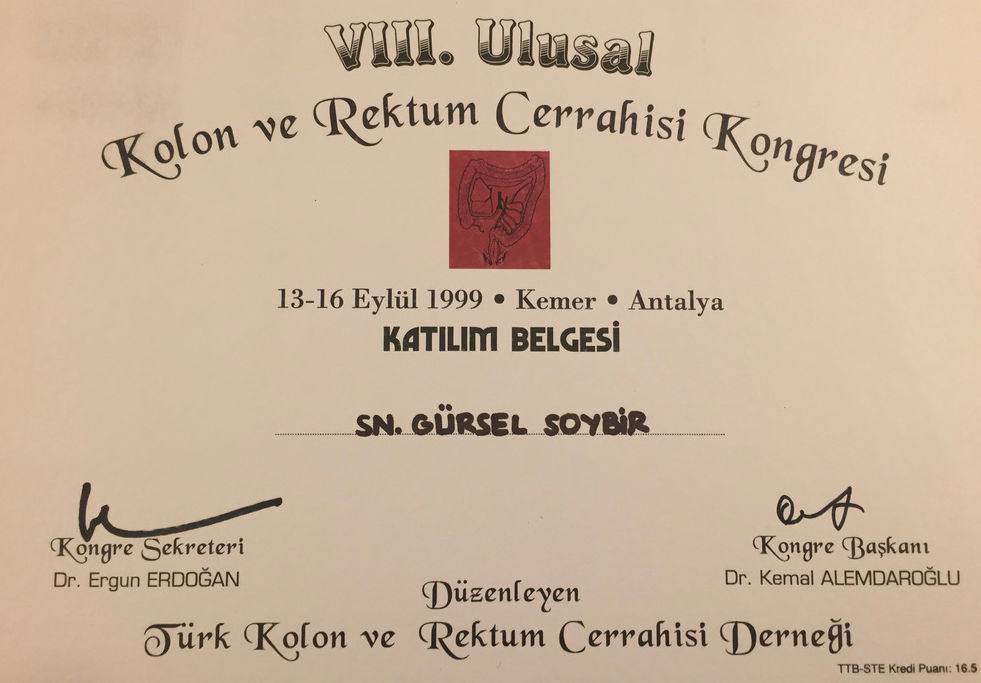 VIII. Ulusal
Kolon ve Rektum Cerrahisi Kongresi
13-16 Eylül 1999 • Kemer • Antalya
KATILIM BELGESİ
SN. GÜRSEL SOYBİR
Kongre Sekreteri
Dr. Ergun ERDOĞAN
Kongre Başkanı
Dr. Kemal ALEMDAROĞLU
Düzenleyen
Türk Kolon ve Rektum Cerrahisi Derneği
TTB-STE Kredi Puanı: 16.5